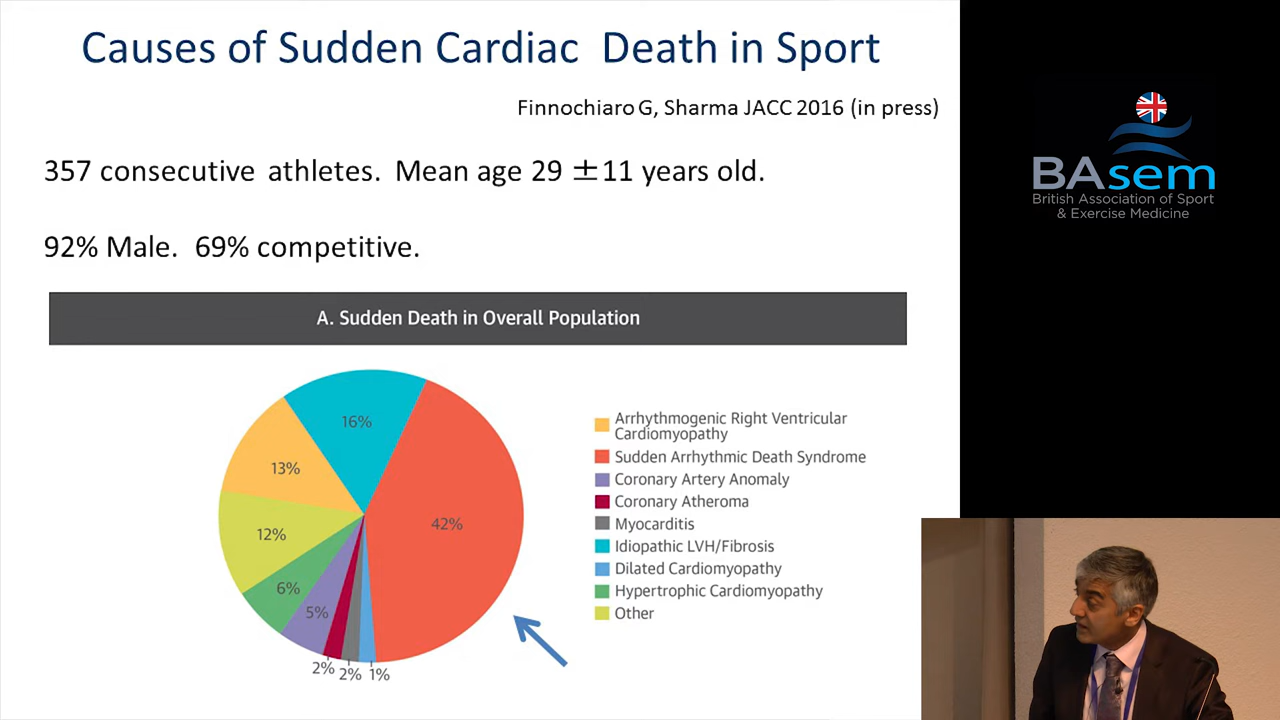 Causes of Sudden Cardiac Death in Sport
Finnochiaro G, Sharma JACC 2016 (in press)
357 consecutive athletes. Mean age 29 ±11 years old.
92% Male. 69% competitive.
A. Sudden Death in Overall Population
16%
13%
42%
12%
6%
5%
2%
2%
1%
Arrhythmogenic Right Ventricular
Cardiomyopathy
Sudden Arrhythmic Death Syndrome
Coronary Artery Anomaly
Coronary Atheroma
Myocarditis
Idiopathic LVH/Fibrosis
Dilated Cardiomyopathy
Hypertrophic Cardiomyopathy
Other
BAsem
British Association of Sport
& Exercise Medicine